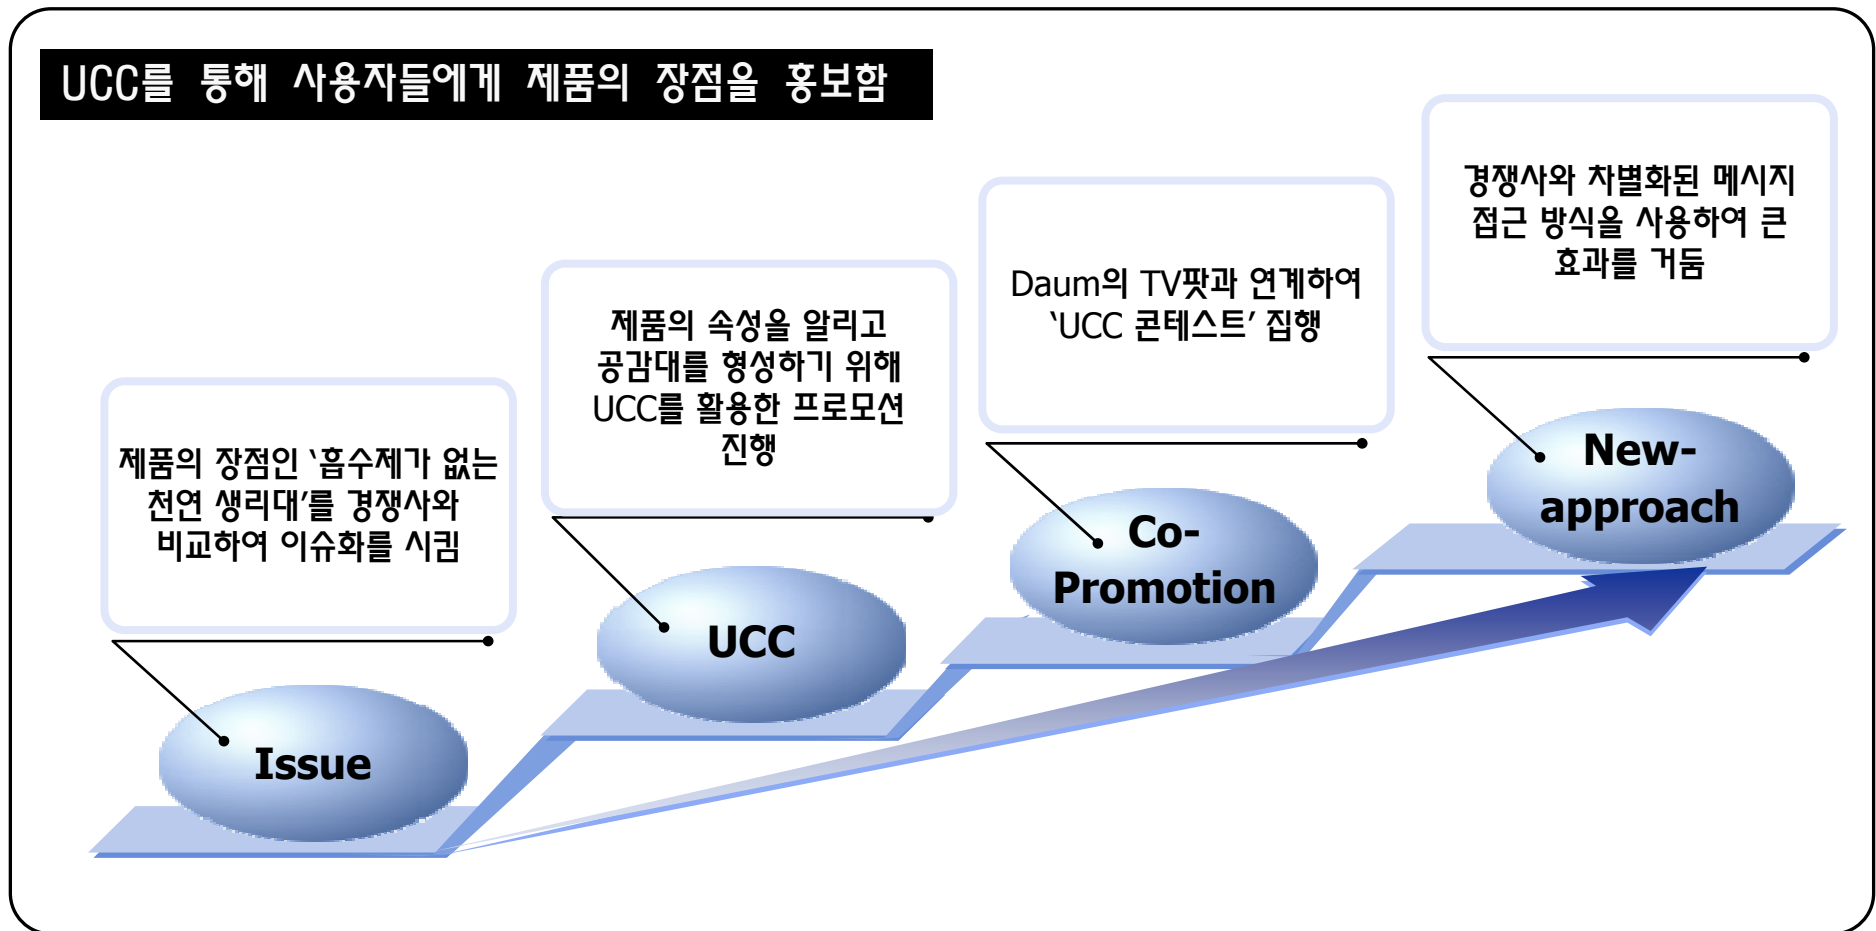 UCC를 통해 사용자들에게 제품의 장점을 홍보함
제품의 장점인 ‘흡수제가 없는
천연 생리대’를 경쟁사와
비교하여 이슈화를 시킴
Issue
제품의 속성을 알리고
공감대를 형성하기 위해
UCC를 활용한 프로모션
진행
UCC
Daum의 TV팟과 연계하여
‘UCC 콘테스트’ 집행
Co-
Promotion
경쟁사와 차별화된 메시지
접근 방식을 사용하여 큰
효과를 거둠
New-
approach